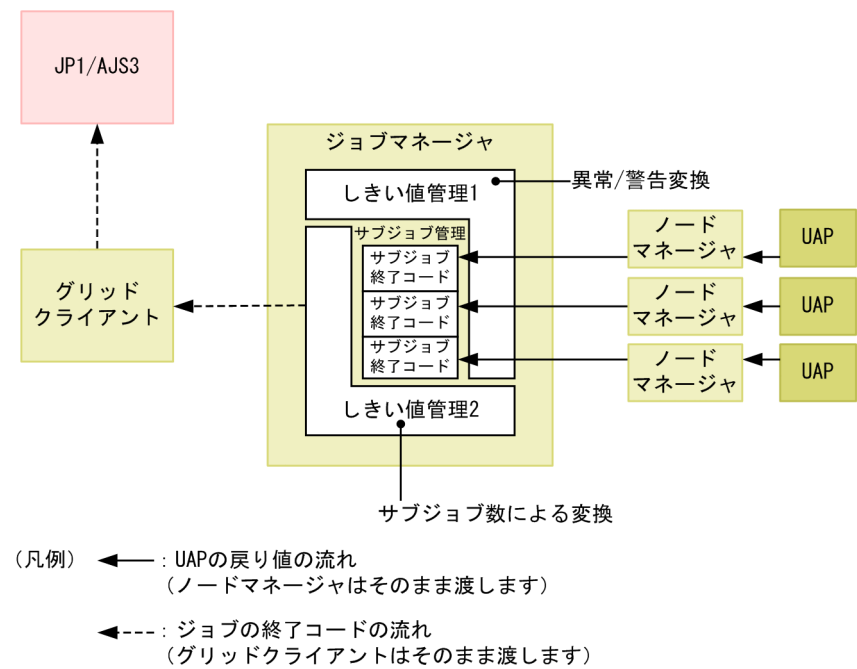 JP1/AJS3
ジョブマネージャ
しきい値管理1
異常/警告変換
サブジョブ管理
サブジョブ
終了コード
サブジョブ
終了コード
サブジョブ
終了コード
ノード
マネージャ
UAP
ノード
マネージャ
UAP
ノード
マネージャ
UAP
グリッド
クライアント
しきい値管理2
サブジョブ数による変換
（凡例）
：UAPの戻り値の流れ
（ノードマネージャはそのまま渡します）
：ジョブの終了コードの流れ
（グリッドクライアントはそのまま渡します）